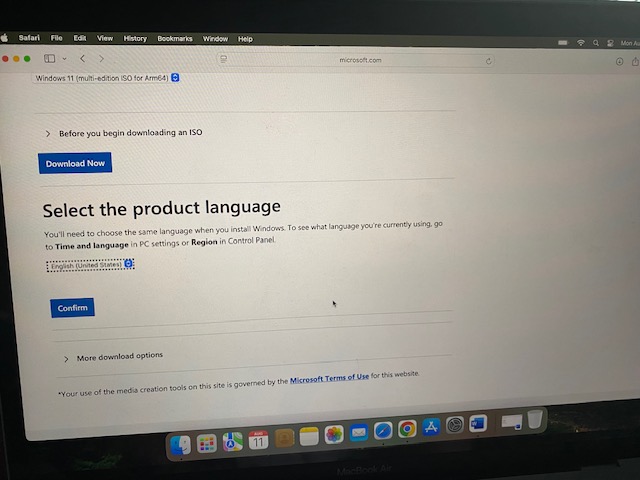 Safari File Edit View History Bookmarks Window Help Mon Au
microsoft.com
Windows 11 (multi-edition ISO for Arm64)
Before you begin downloading an ISO
Download Now
Select the product language
You'll need to choose the same language when you install Windows. To see what language you're currently using, go
to Time and language in PC settings or Region in Control Panel.
English (United States)
Confirm
More download options
*Your use of the media creation tools on this site is governed by the Microsoft Terms of Use for this website.
AUG
11
MacBook Air